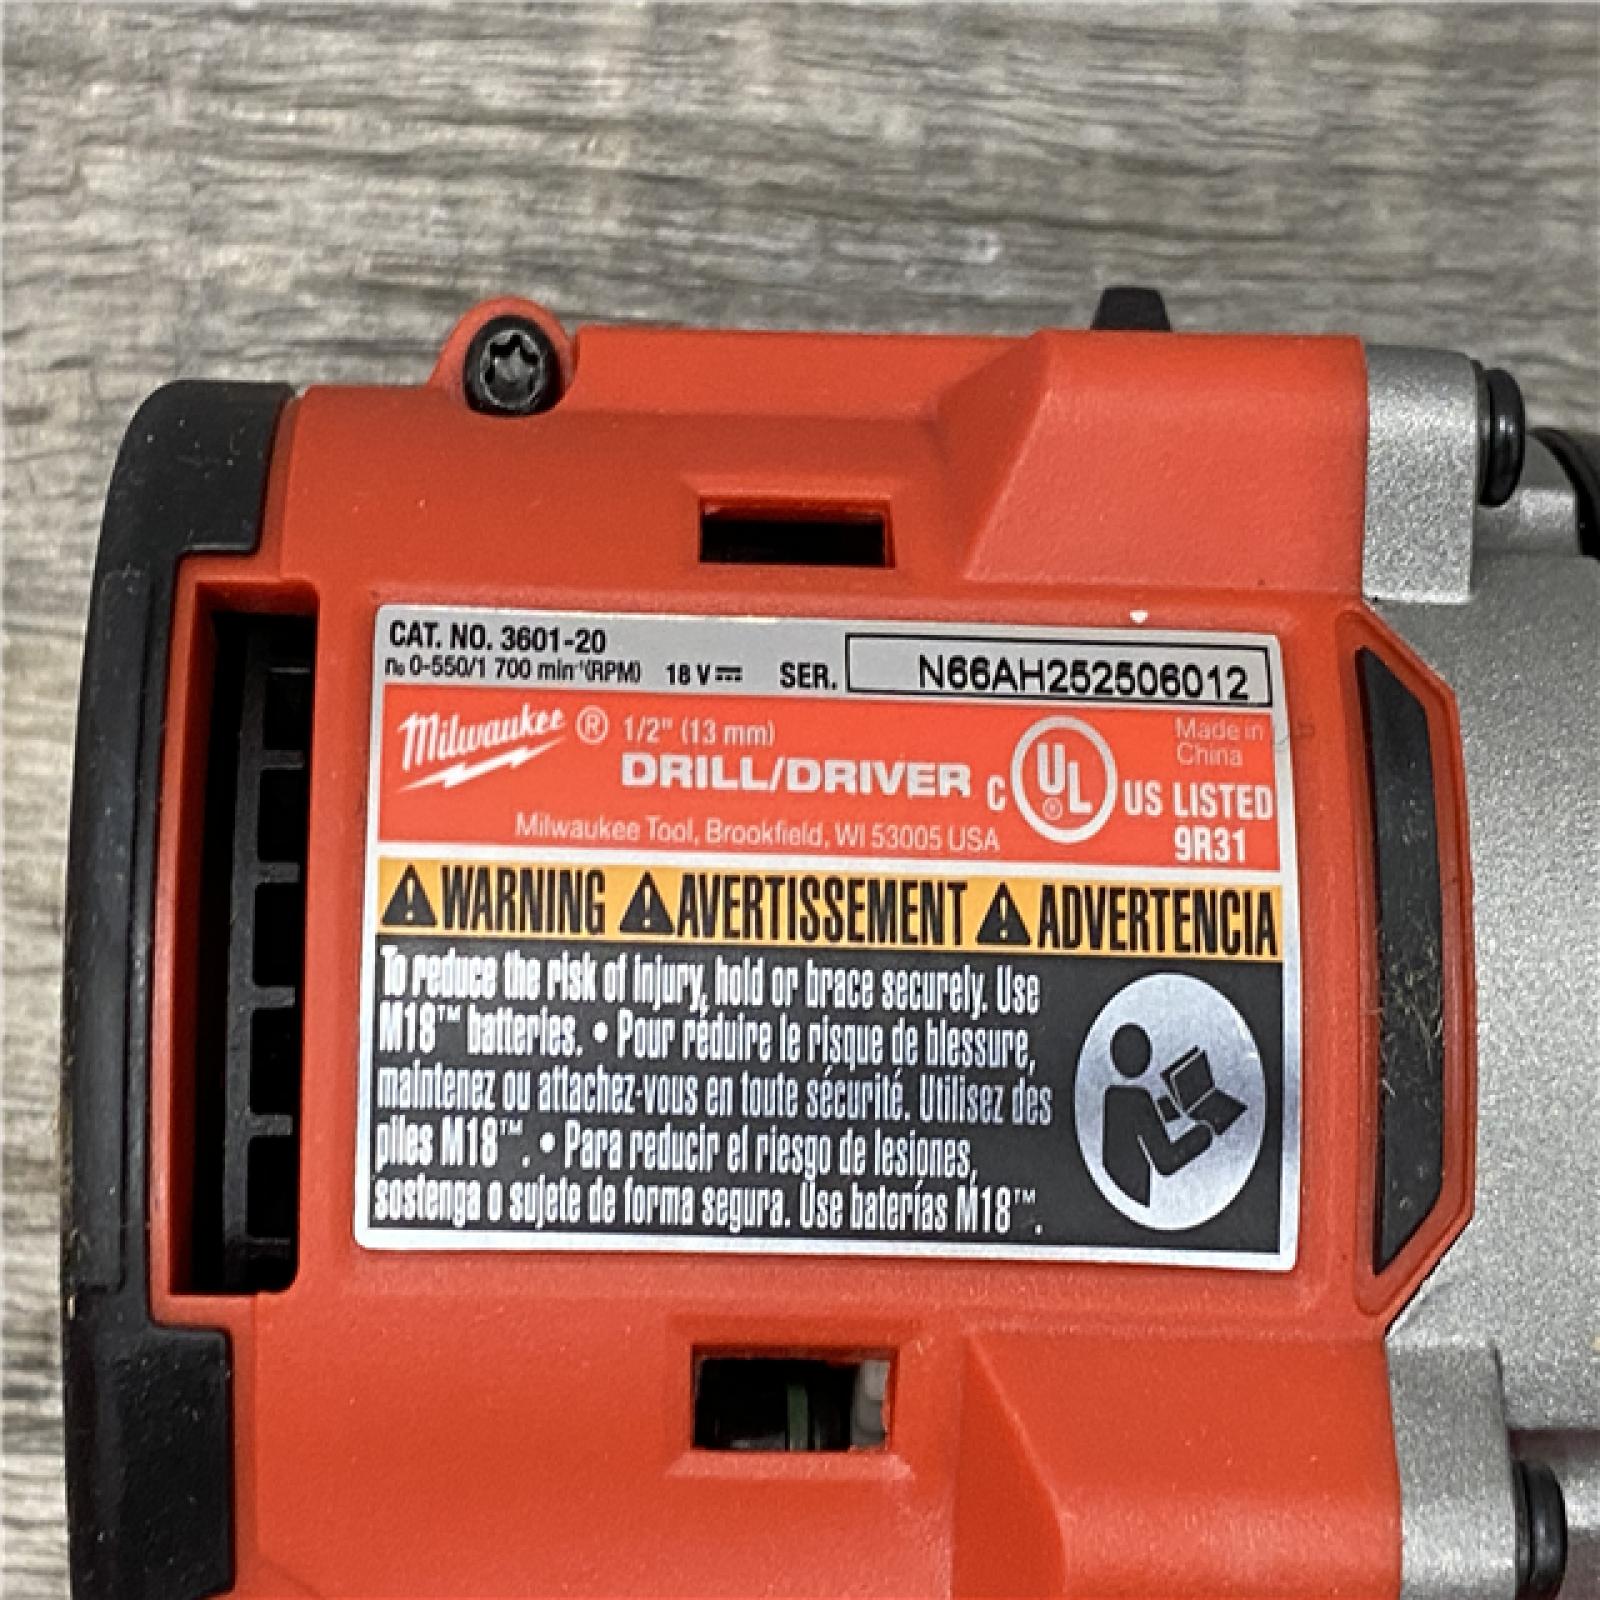 CAT. NO. 3601-20
n₀ 0-550/1 700 min⁻¹(RPM) 18 V⎓ SER. N66AH252506012
Milwaukee ® 1/2" (13 mm)
DRILL/DRIVER
Milwaukee Tool, Brookfield, WI 53005 USA
C UL ® US LISTED
9R31
Made in
China
WARNING AVERTISSEMENT ADVERTENCIA
To reduce the risk of injury, hold or brace securely. Use
M18™ batteries. • Pour réduire le risque de blessure,
maintenez ou attachez-vous en toute sécurité. Utilisez des
piles M18™. • Para reducir el riesgo de lesiones,
sostenga o sujete de forma segura. Use baterías M18™.